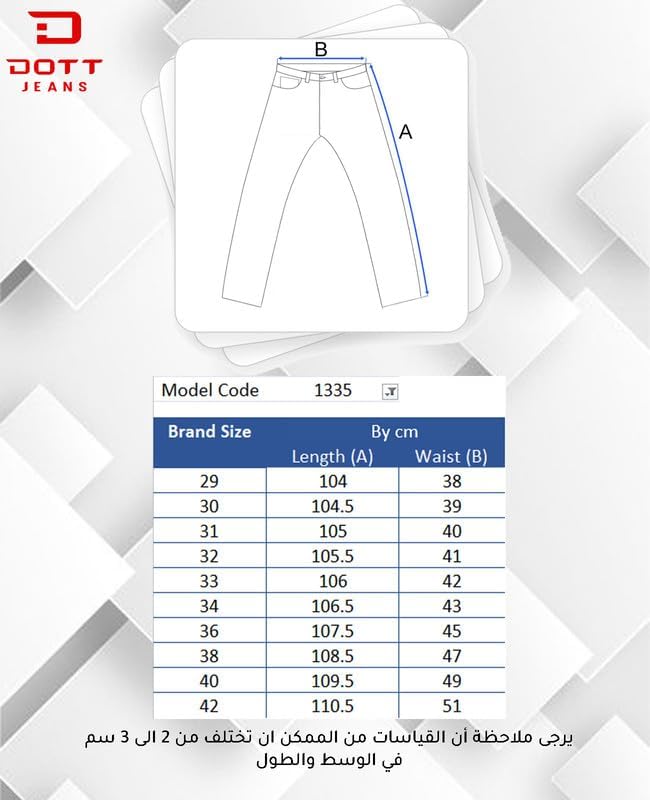 DOTT
JEANS
B
A
Model Code 1335
Brand Size By cm
Length (A) Waist (B)
29 104 38
30 104.5 39
31 105 40
32 105.5 41
33 106 42
34 106.5 43
36 107.5 45
38 108.5 47
40 109.5 49
42 110.5 51
يرجى ملاحظة أن القياسات من الممكن ان تختلف من 2 الى 3 سم
في الوسط والطول